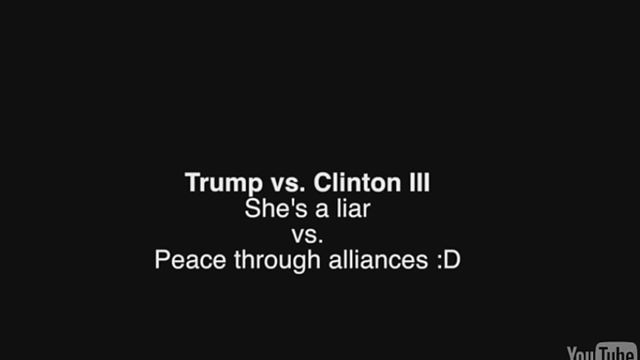 Trump vs. Clinton III
She's a liar
vs.
Peace through alliances :D
YouTube